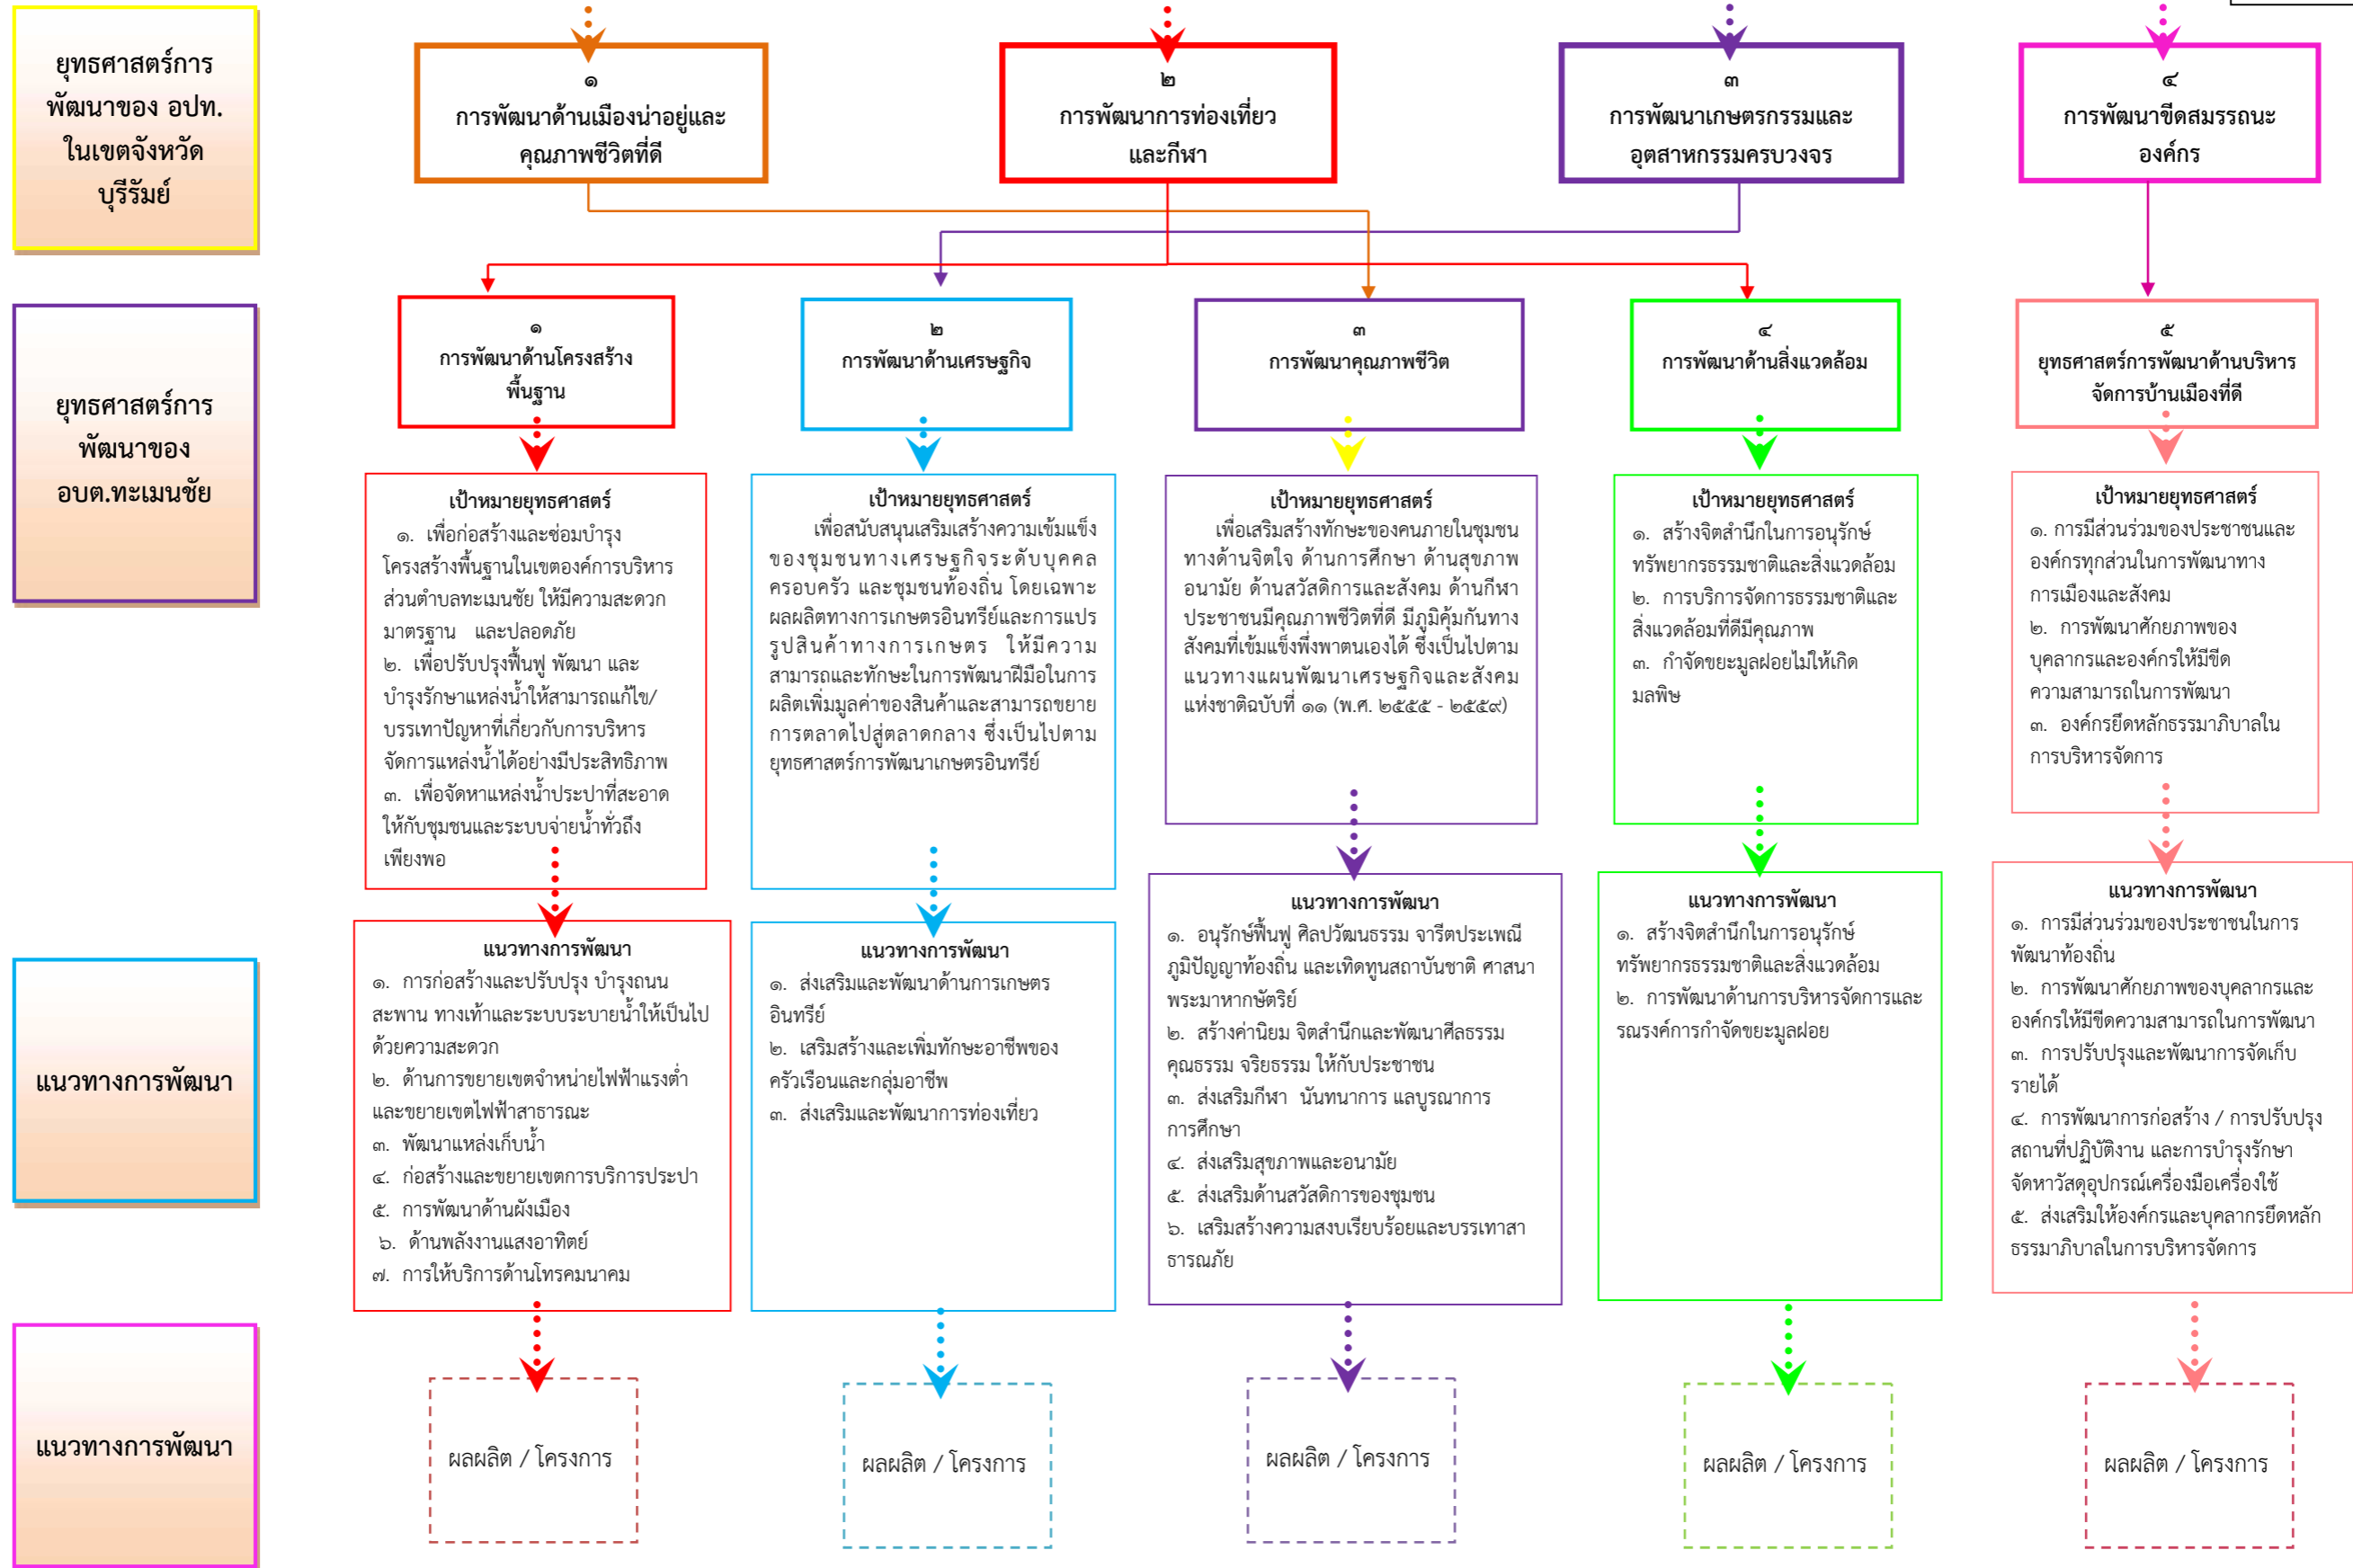 ยุทธศาสตร์การ
พัฒนาของ อปท.
ในเขตจังหวัด
บุรีรัมย์
๑
การพัฒนาด้านเมืองน่าอยู่และ
คุณภาพชีวิตที่ดี
๒
การพัฒนาการท่องเที่ยว
และกีฬา
๓
การพัฒนาเกษตรกรรมและ
อุตสาหกรรมครบวงจร
๔
การพัฒนาขีดสมรรถนะ
องค์กร
ยุทธศาสตร์การ
พัฒนาของ
อบต.ทะเมนชัย
๑
การพัฒนาด้านโครงสร้าง
พื้นฐาน
๒
การพัฒนาด้านเศรษฐกิจ
๓
การพัฒนาคุณภาพชีวิต
๔
การพัฒนาด้านสิ่งแวดล้อม
๕
ยุทธศาสตร์การพัฒนาด้านบริหาร
จัดการบ้านเมืองที่ดี
เป้าหมายยุทธศาสตร์
๑. เพื่อก่อสร้างและซ่อมบำรุง
โครงสร้างพื้นฐานในเขตองค์การบริหาร
ส่วนตำบลทะเมนชัย ให้มีความสะดวก
มาตรฐาน และปลอดภัย
๒. เพื่อปรับปรุงฟื้นฟู พัฒนา และ
บำรุงรักษาแหล่งน้ำให้สามารถแก้ไข/
บรรเทาปัญหาที่เกี่ยวกับการบริหาร
จัดการแหล่งน้ำได้อย่างมีประสิทธิภาพ
๓. เพื่อจัดหาแหล่งน้ำประปาที่สะอาด
ให้กับชุมชนและระบบจ่ายน้ำทั่วถึง
เพียงพอ
เป้าหมายยุทธศาสตร์
เพื่อสนับสนุนเสริมเสร้างความเข้มแข็ง
ของชุมชนทางเศรษฐกิจระดับบุคคล
ครอบครัว และชุมชนท้องถิ่น โดยเฉพาะ
ผลผลิตทางการเกษตรอินทรีย์และการแปร
รูปสินค้าทางการเกษตร ให้มีความ
สามารถและทักษะในการพัฒนาฝีมือในการ
ผลิตเพิ่มมูลค่าของสินค้าและสามารถขยาย
การตลาดไปสู่ตลาดกลาง ซึ่งเป็นไปตาม
ยุทธศาสตร์การพัฒนาเกษตรอินทรีย์
เป้าหมายยุทธศาสตร์
เพื่อเสริมสร้างทักษะของคนภายในชุมชน
ทางด้านจิตใจ ด้านการศึกษา ด้านสุขภาพ
อนามัย ด้านสวัสดิการและสังคม ด้านกีฬา
ประชาชนมีคุณภาพชีวิตที่ดี มีภูมิคุ้มกันทาง
สังคมที่เข้มแข็งพึ่งพาตนเองได้ ซึ่งเป็นไปตาม
แนวทางแผนพัฒนาเศรษฐกิจและสังคม
แห่งชาติฉบับที่ ๑๑ (พ.ศ. ๒๕๕๕ - ๒๕๕๙)
เป้าหมายยุทธศาสตร์
๑. สร้างจิตสำนึกในการอนุรักษ์
ทรัพยากรธรรมชาติและสิ่งแวดล้อม
๒. การบริการจัดการธรรมชาติและ
สิ่งแวดล้อมที่ดีมีคุณภาพ
๓. กำจัดขยะมูลฝอยไม่ให้เกิด
มลพิษ
เป้าหมายยุทธศาสตร์
๑. การมีส่วนร่วมของประชาชนและ
องค์กรทุกส่วนในการพัฒนาทาง
การเมืองและสังคม
๒. การพัฒนาศักยภาพของ
บุคลากรและองค์กรให้มีขีด
ความสามารถในการพัฒนา
๓. องค์กรยึดหลักธรรมาภิบาลใน
การบริหารจัดการ
แนวทางการพัฒนา
แนวทางการพัฒนา
๑. การก่อสร้างและปรับปรุง บำรุงถนน
สะพาน ทางเท้าและระบบระบายน้ำให้เป็นไป
ด้วยความสะดวก
๒. ด้านการขยายเขตจำหน่ายไฟฟ้าแรงต่ำ
และขยายเขตไฟฟ้าสาธารณะ
๓. พัฒนาแหล่งเก็บน้ำ
๔. ก่อสร้างและขยายเขตการบริการประปา
๕. การพัฒนาด้านผังเมือง
๖. ด้านพลังงานแสงอาทิตย์
๗. การให้บริการด้านโทรคมนาคม
แนวทางการพัฒนา
๑. ส่งเสริมและพัฒนาด้านการเกษตร
อินทรีย์
๒. เสริมสร้างและเพิ่มทักษะอาชีพของ
ครัวเรือนและกลุ่มอาชีพ
๓. ส่งเสริมและพัฒนาการท่องเที่ยว
แนวทางการพัฒนา
๑. อนุรักษ์ฟื้นฟู ศิลปวัฒนธรรม จารีตประเพณี
ภูมิปัญญาท้องถิ่น และเทิดทูนสถาบันชาติ ศาสนา
พระมาหากษัตริย์
๒. สร้างค่านิยม จิตสำนึกและพัฒนาศีลธรรม
คุณธรรม จริยธรรม ให้กับประชาชน
๓. ส่งเสริมกีฬา นันทนาการ แลบูรณาการ
การศึกษา
๔. ส่งเสริมสุขภาพและอนามัย
๕. ส่งเสริมด้านสวัสดิการของชุมชน
๖. เสริมสร้างความสงบเรียบร้อยและบรรเทาสา
ธารณภัย
แนวทางการพัฒนา
๑. สร้างจิตสำนึกในการอนุรักษ์
ทรัพยากรธรรมชาติและสิ่งแวดล้อม
๒. การพัฒนาด้านการบริหารจัดการและ
รณรงค์การกำจัดขยะมูลฝอย
แนวทางการพัฒนา
๑. การมีส่วนร่วมของประชาชนในการ
พัฒนาท้องถิ่น
๒. การพัฒนาศักยภาพของบุคลากรและ
องค์กรให้มีขีดความสามารถในการพัฒนา
๓. การปรับปรุงและพัฒนาการจัดเก็บ
รายได้
๔. การพัฒนาการก่อสร้าง / การปรับปรุง
สถานที่ปฏิบัติงาน และการบำรุงรักษา
จัดหาวัสดุอุปกรณ์เครื่องมือเครื่องใช้
๕. ส่งเสริมให้องค์กรและบุคลากรยึดหลัก
ธรรมาภิบาลในการบริหารจัดการ
แนวทางการพัฒนา
ผลผลิต / โครงการ
ผลผลิต / โครงการ
ผลผลิต / โครงการ
ผลผลิต / โครงการ
ผลผลิต / โครงการ